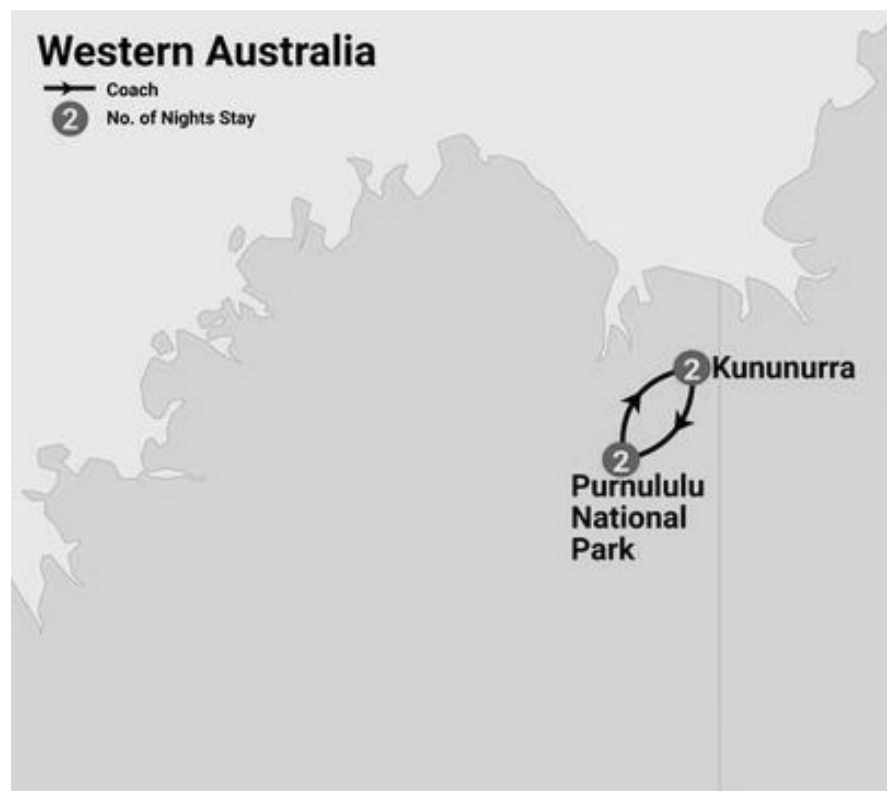 Western Australia
Coach
2 No. of Nights Stay
2 Kununurra
2
Purnululu
National
Park